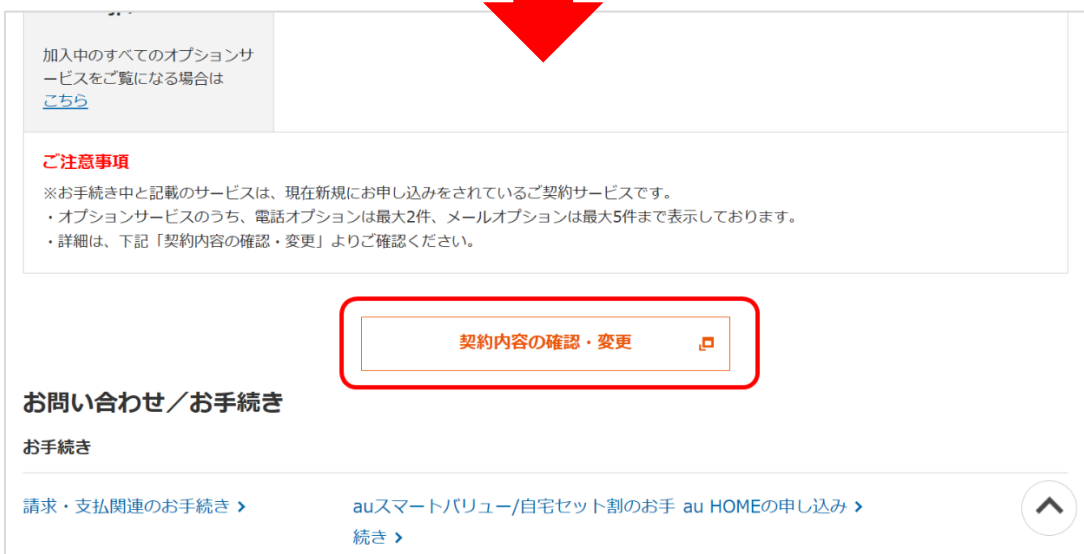 加入中のすべてのオプションサ
ービスをご覧になる場合は
こちら
ご注意事項
※お手続き中と記載のサービスは、現在新規にお申し込みをされているご契約サービスです。
・オプションサービスのうち、電話オプションは最大2件、メールオプションは最大5件まで表示しております。
・詳細は、下記「契約内容の確認・変更」よりご確認ください。
契約内容の確認・変更
お問い合わせ／お手続き
お手続き
請求・支払関連のお手続き
auスマートバリュー/自宅セット割のお手
続き
au HOMEの申し込み